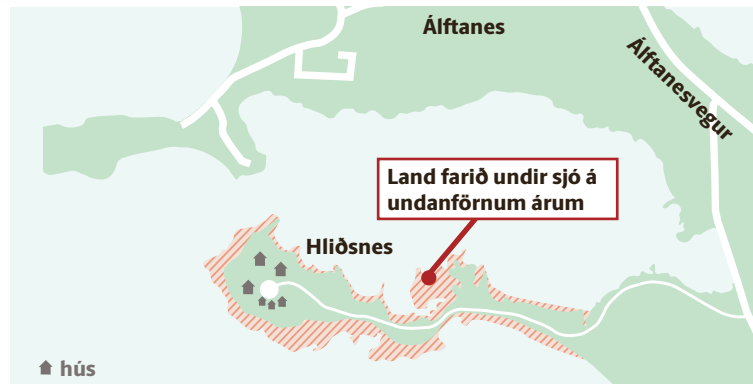 Álftanes
Álftanesvegur
Land farið undir sjó á
undanförnum árum
Hliðsnes
hús